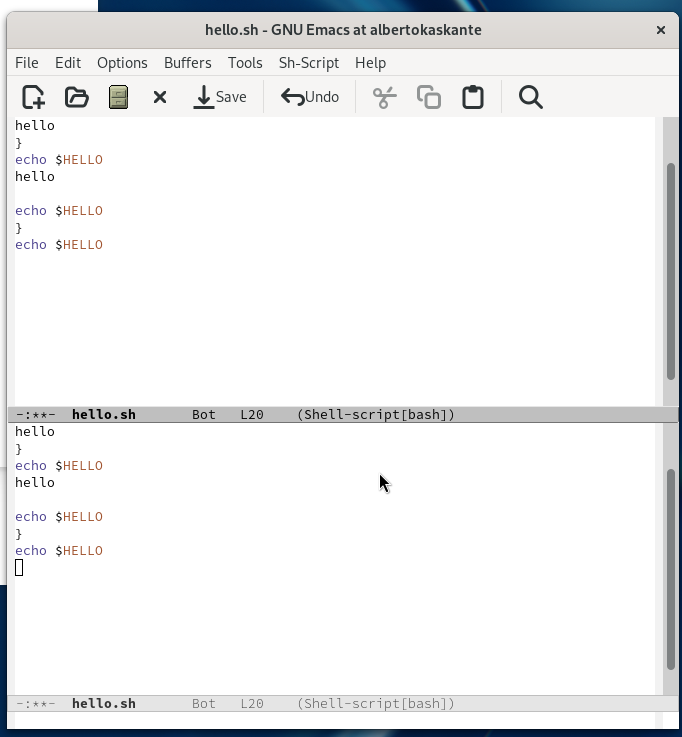 hello.sh - GNU Emacs at albertokaskante
File Edit Options Buffers Tools Sh-Script Help
Save Undo
hello
}
echo $HELLO
hello
echo $HELLO
}
echo $HELLO
-:**- hello.sh Bot L20 (Shell-script[bash])
hello
}
echo $HELLO
hello
echo $HELLO
}
echo $HELLO
-:**- hello.sh Bot L20 (Shell-script[bash])